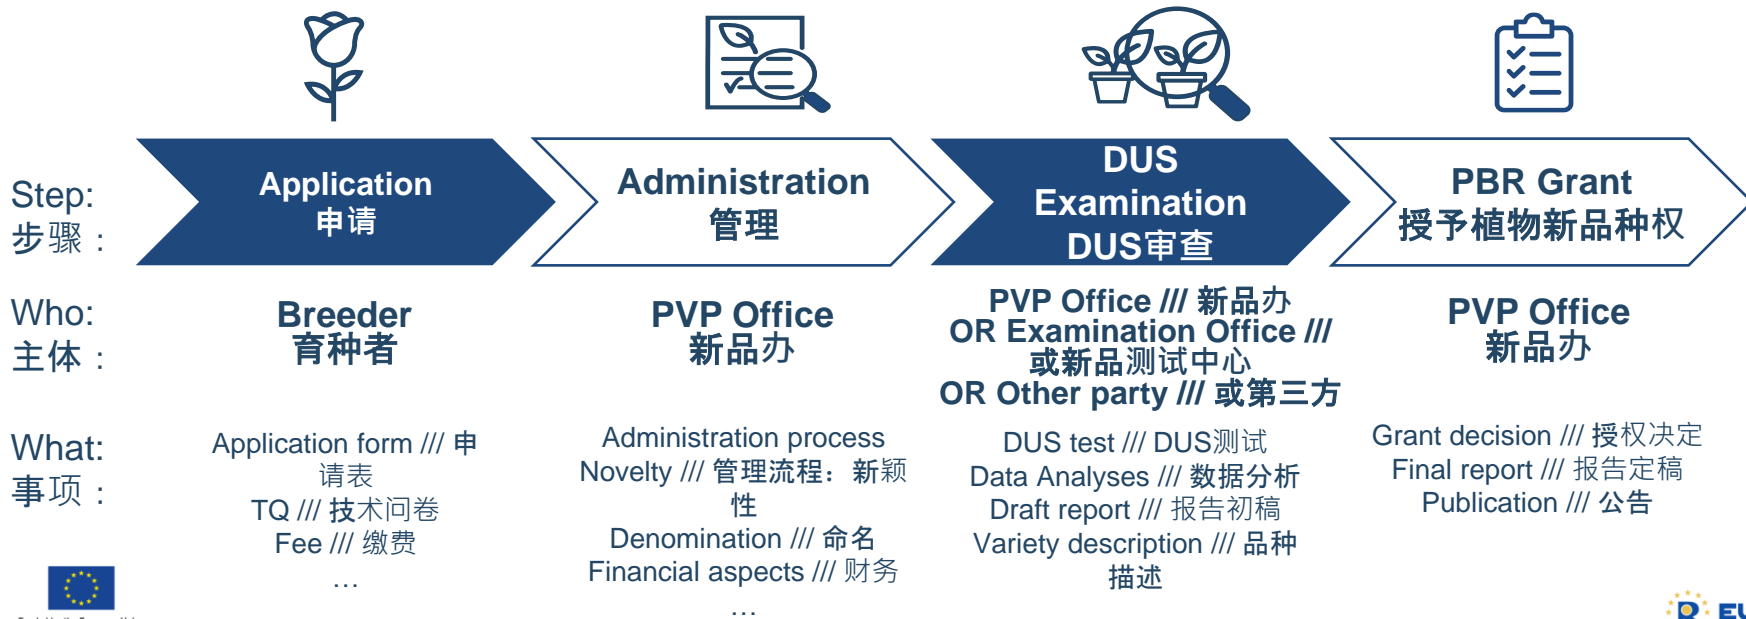 Step:
步骤：
Application
申请
Administration
管理
DUS
Examination
DUS审查
PBR Grant
授予植物新品种权
Who:
主体：
Breeder
育种者
PVP Office
新品办
PVP Office /// 新品办
OR Examination Office ///
或新品测试中心
OR Other party /// 或第三方
PVP Office
新品办
What:
事项：
Application form /// 申
请表
TQ /// 技术问卷
Fee /// 缴费
…
Administration process
Novelty /// 管理流程：新颖
性
Denomination /// 命名
Financial aspects /// 财务
…
DUS test /// DUS测试
Data Analyses /// 数据分析
Draft report /// 报告初稿
Variety description /// 品种
描述
Grant decision /// 授权决定
Final report /// 报告定稿
Publication /// 公告